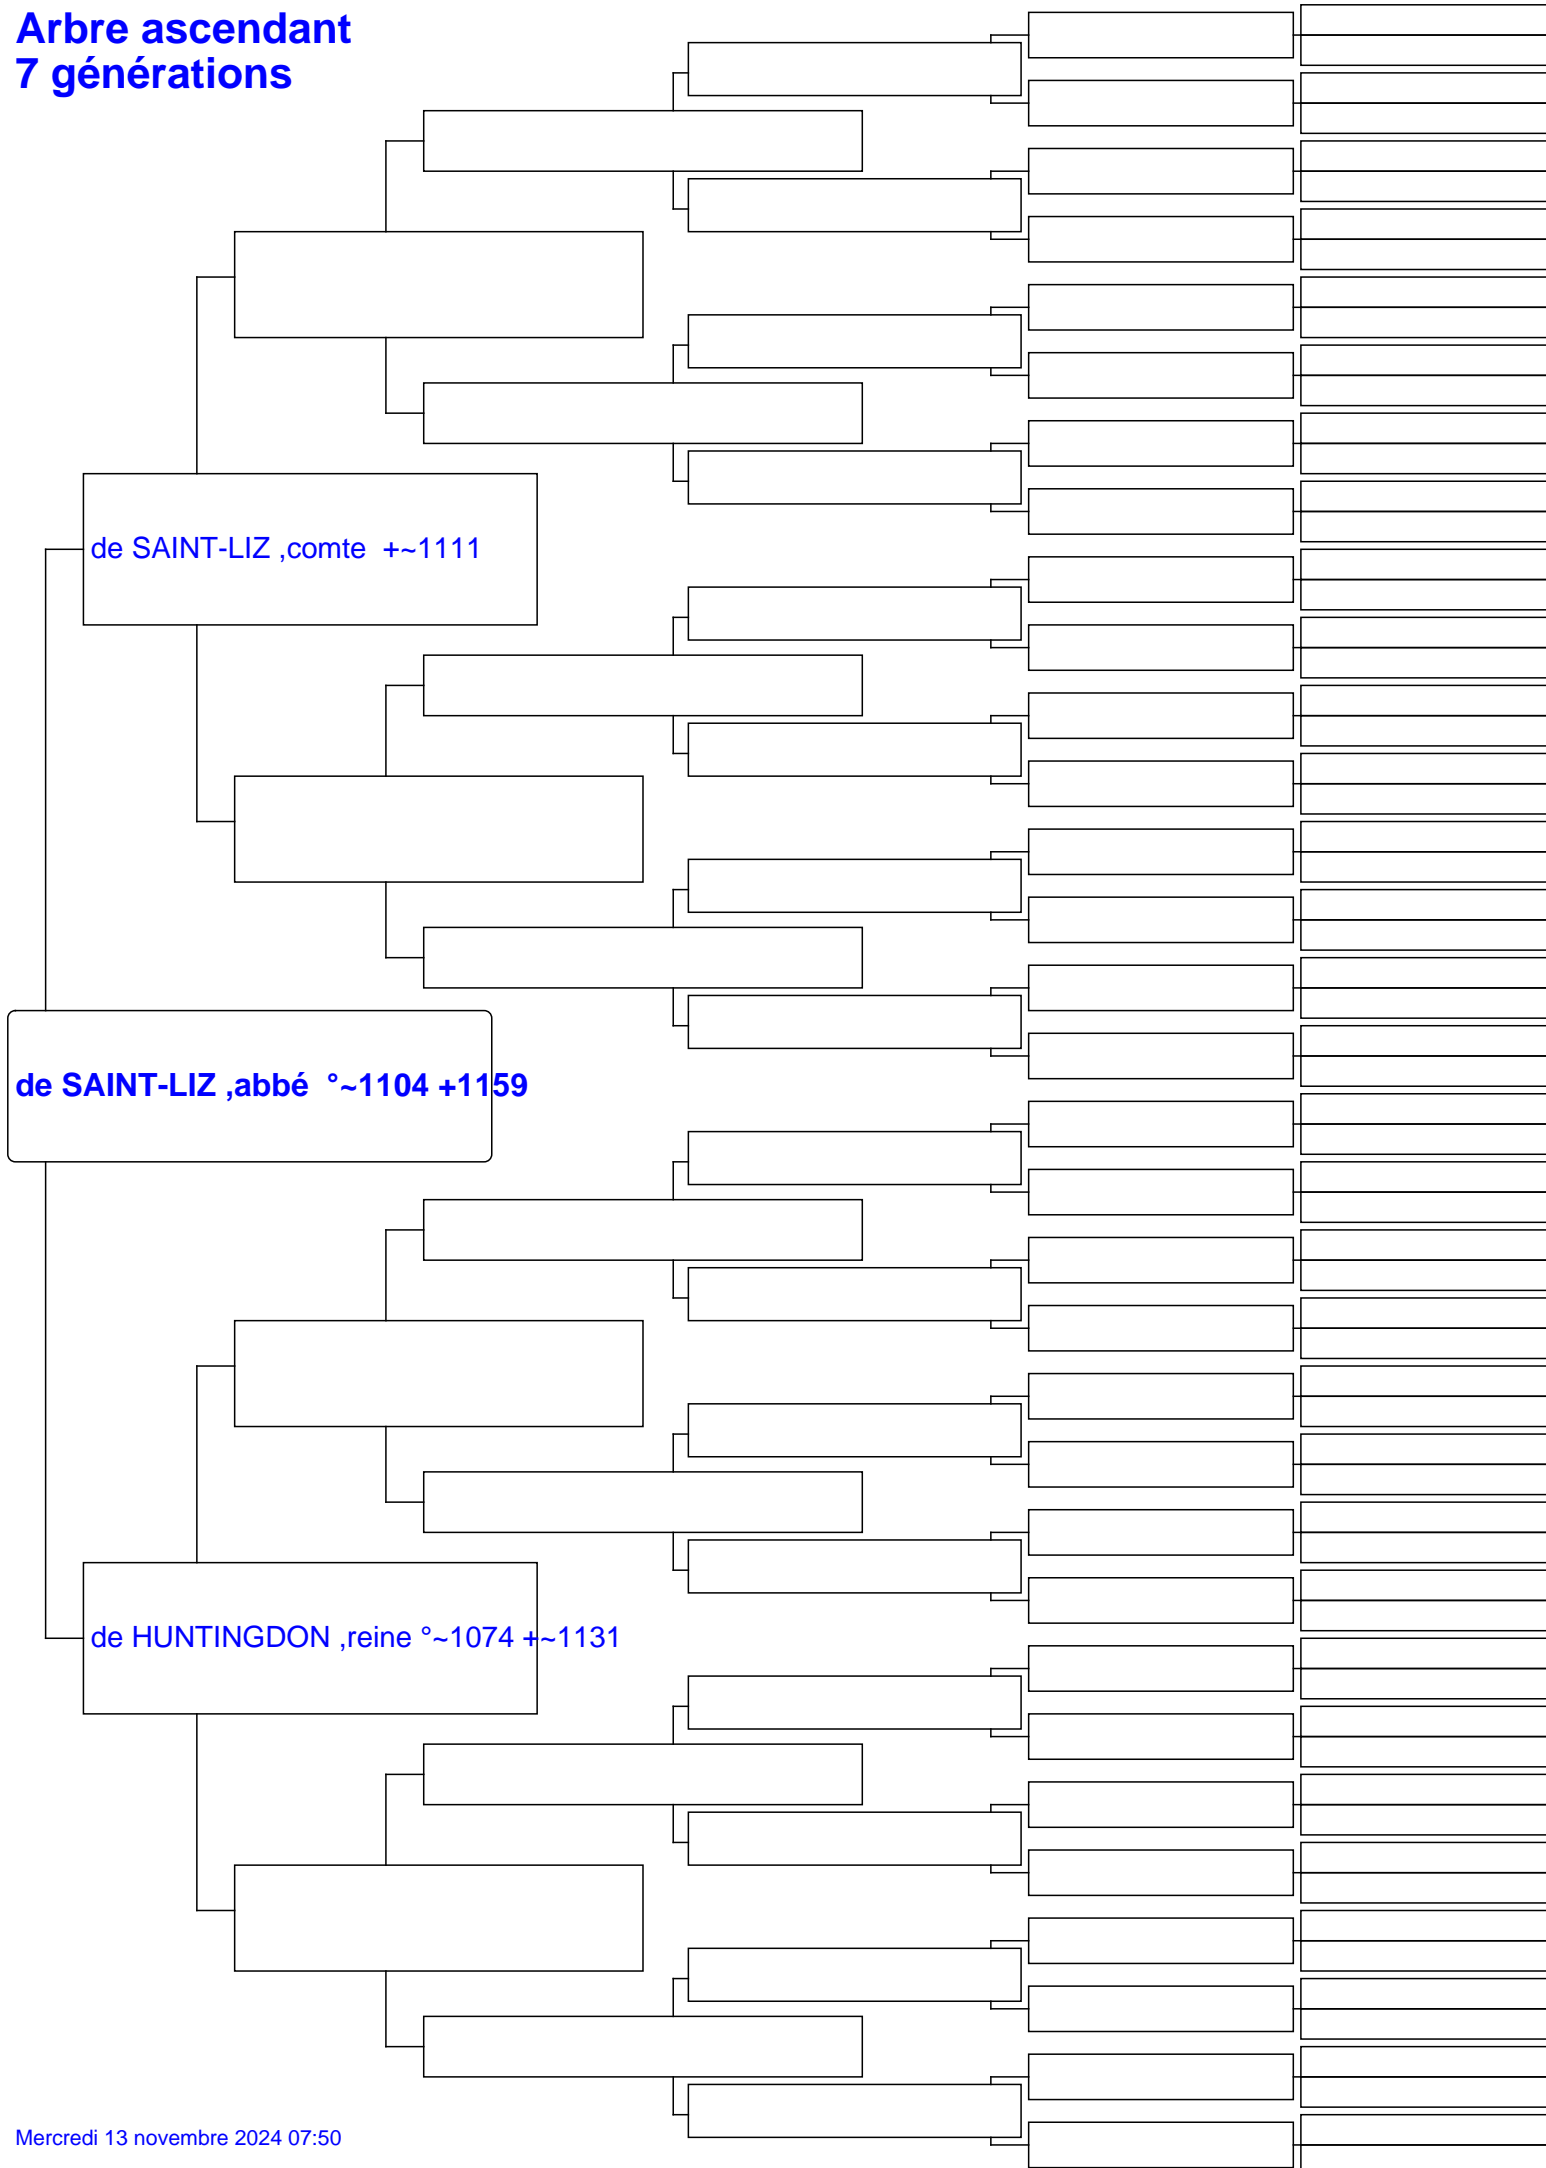 Arbre ascendant
7 générations
de SAINT-LIZ ,comte  +~1111
de SAINT-LIZ ,abbé  °~1104 +1159
de HUNTINGDON ,reine °~1074 +~1131
Mercredi 13 novembre 2024 07:50